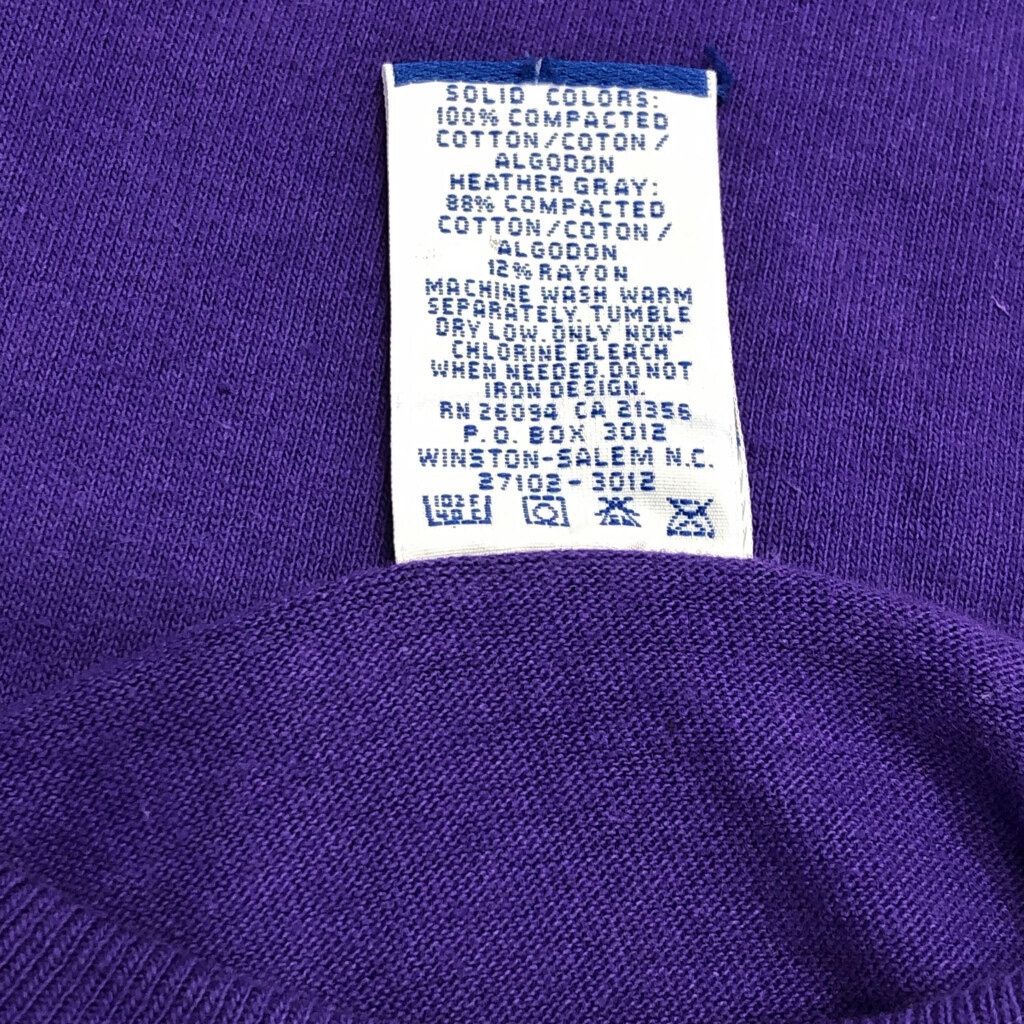 SOLID COLORS:
100% COMPACTED
COTTON/COTON/
ALGODON
HEATHER GRAY:
88% COMPACTED
COTTON/COTON/
ALGODON
12% RAYON
MACHINE WASH WARM
SEPARATELY. TUMBLE
DRY LOW. ONLY NON-
CHLORINE BLEACH
WHEN NEEDED. DO NOT
IRON DESIGN.
RN 26094 CA 21356
P.O. BOX 3012
WINSTON-SALEM N.C.
27102-3012